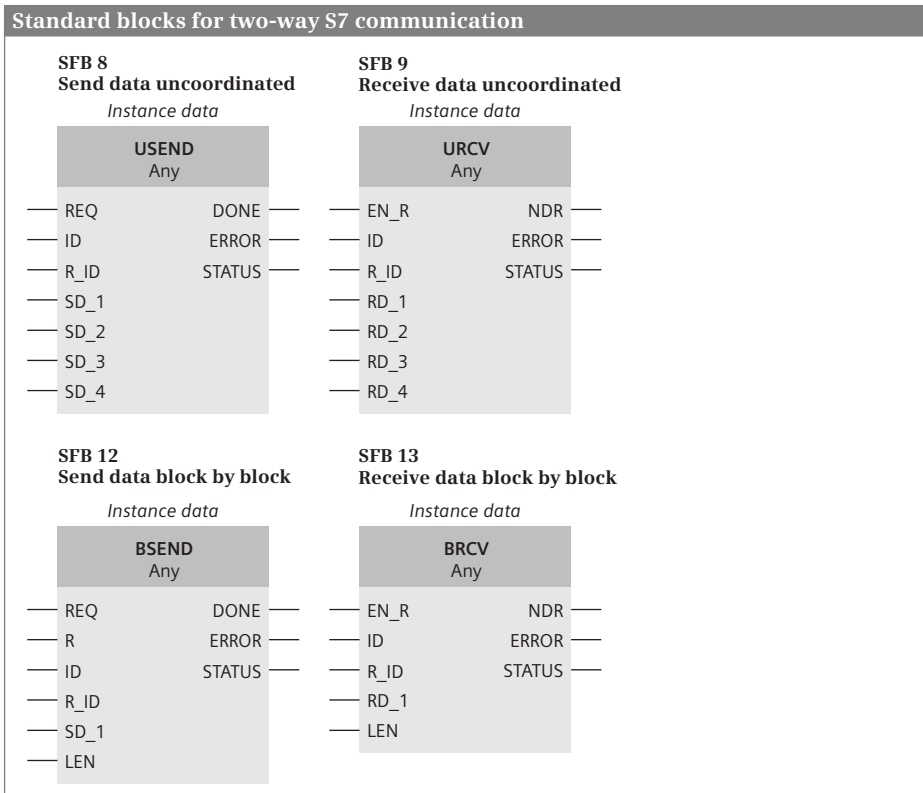 Standard blocks for two-way S7 communication
SFB 8
Send data uncoordinated
Instance data
USEND
Any
REQ DONE
ID ERROR
R_ID STATUS
SD_1
SD_2
SD_3
SD_4
SFB 9
Receive data uncoordinated
Instance data
URCV
Any
EN_R NDR
ID ERROR
R_ID STATUS
RD_1
RD_2
RD_3
RD_4
SFB 12
Send data block by block
Instance data
BSEND
Any
REQ DONE
R ERROR
ID STATUS
R_ID
SD_1
LEN
SFB 13
Receive data block by block
Instance data
BRCV
Any
EN_R NDR
ID ERROR
R_ID STATUS
RD_1
LEN